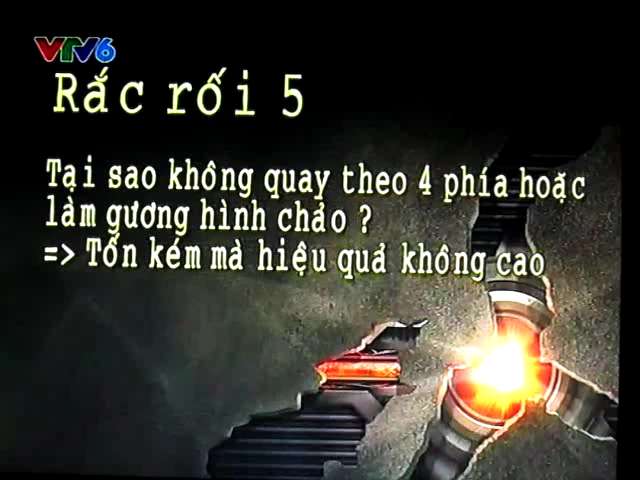 VTV6
Rắc rối 5
Tại sao không quay theo 4 phía hoặc
làm gương hình chảo ?
=> Tốn kém mà hiệu quả không cao